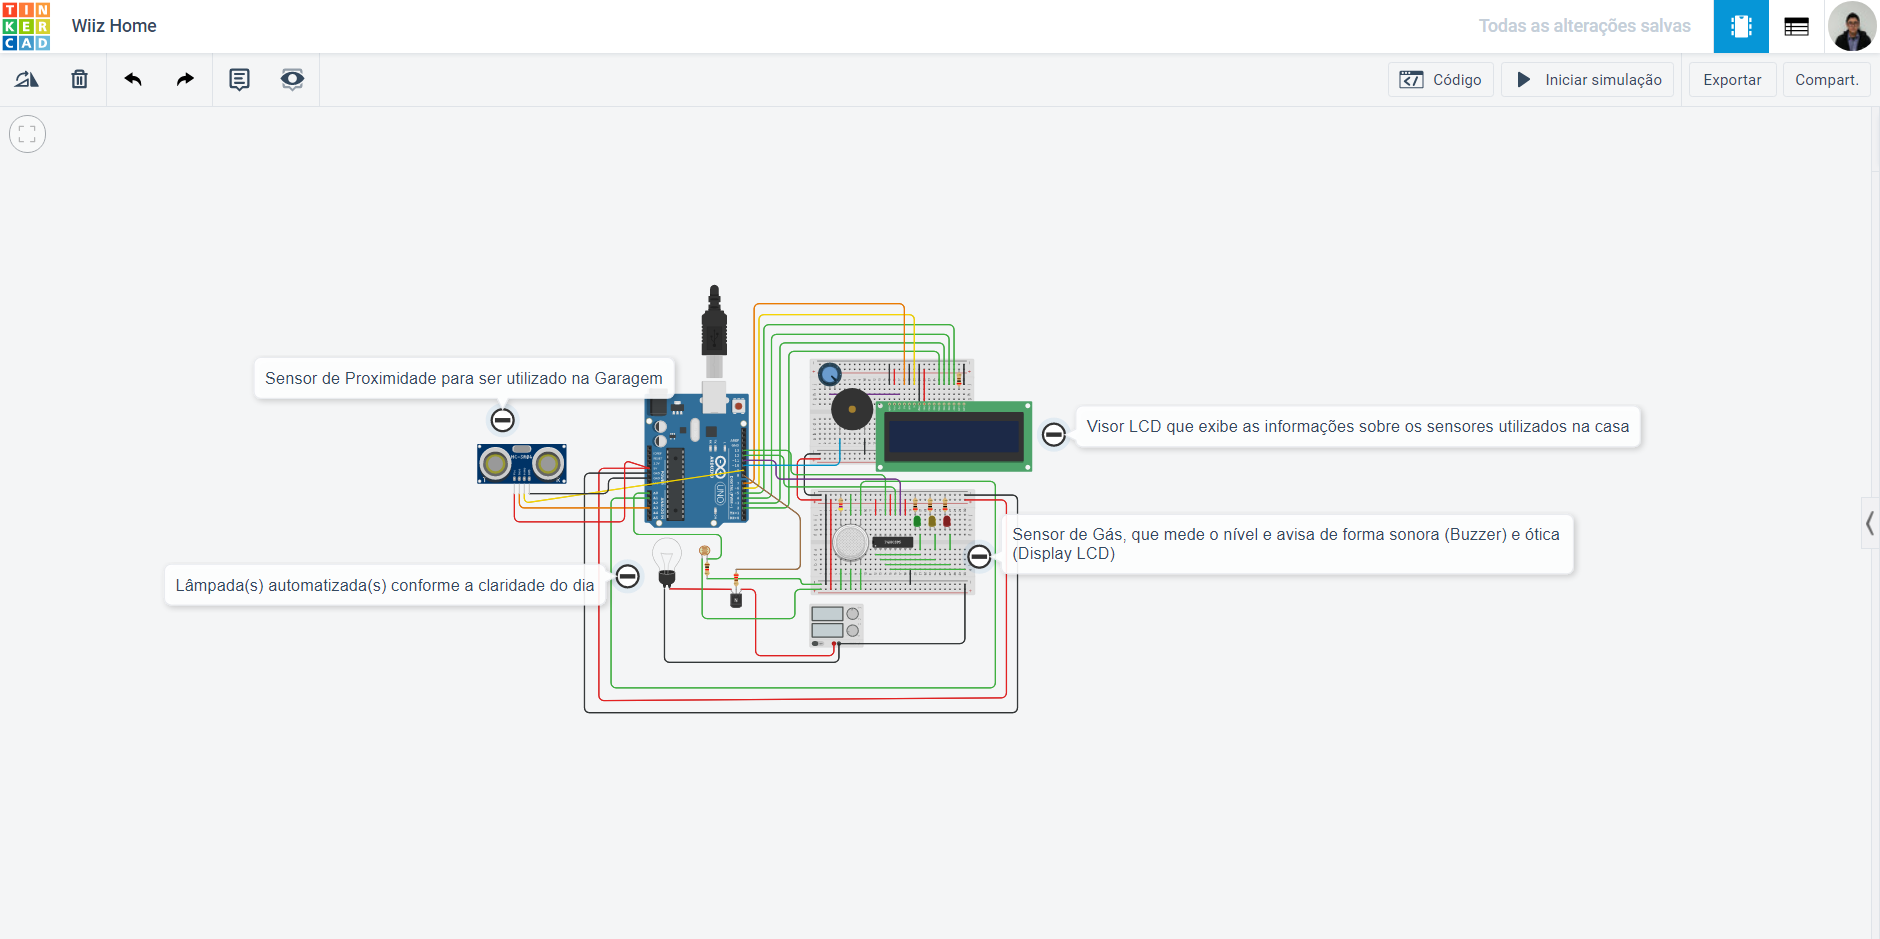 TIN
KER
CAD
Wiiz Home
Todas as alterações salvas
Código
Iniciar simulação
Exportar
Compart.
Sensor de Proximidade para ser utilizado na Garagem
Visor LCD que exibe as informações sobre os sensores utilizados na casa
HC-SR04
UNO
Sensor de Gás, que mede o nível e avisa de forma sonora (Buzzer) e ótica
(Display LCD)
Lâmpada(s) automatizada(s) conforme a claridade do dia